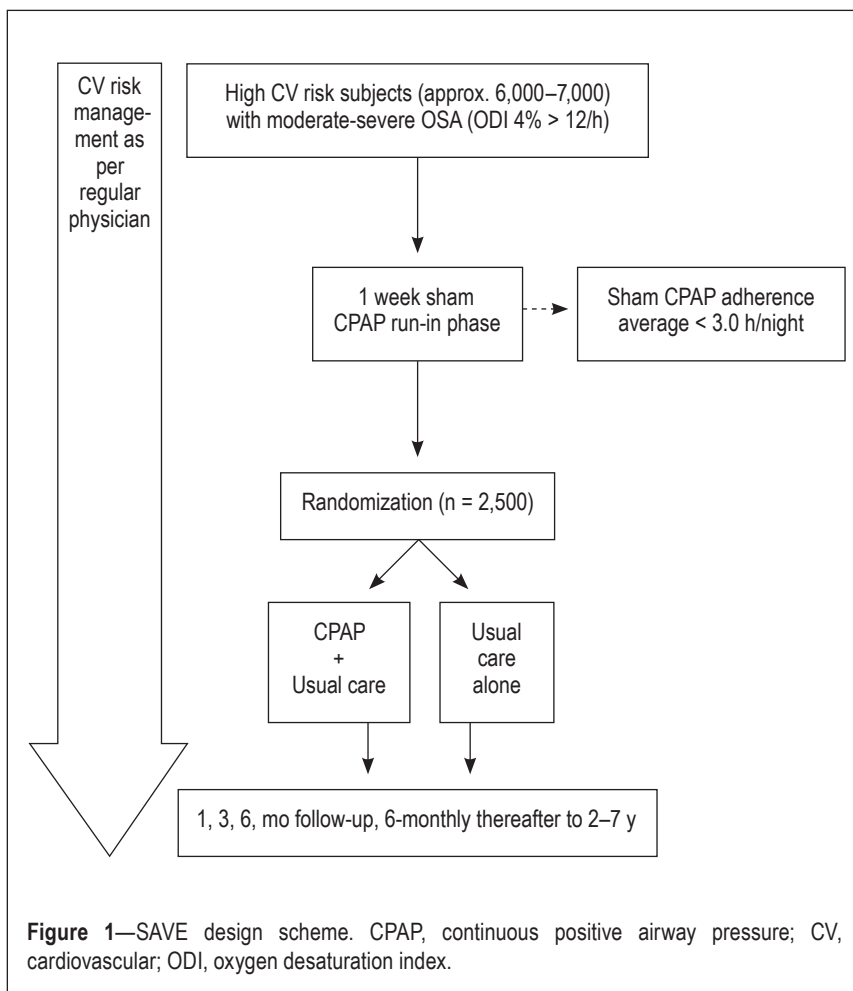 CV risk
manage-
ment as
per
regular
physician
High CV risk subjects (approx. 6,000–7,000)
with moderate-severe OSA (ODI 4% > 12/h)
1 week sham
CPAP run-in phase
Sham CPAP adherence
average < 3.0 h/night
Randomization (n = 2,500)
CPAP
+
Usual care
Usual
care
alone
1, 3, 6, mo follow-up, 6-monthly thereafter to 2–7 y
Figure 1—SAVE design scheme. CPAP, continuous positive airway pressure; CV,
cardiovascular; ODI, oxygen desaturation index.